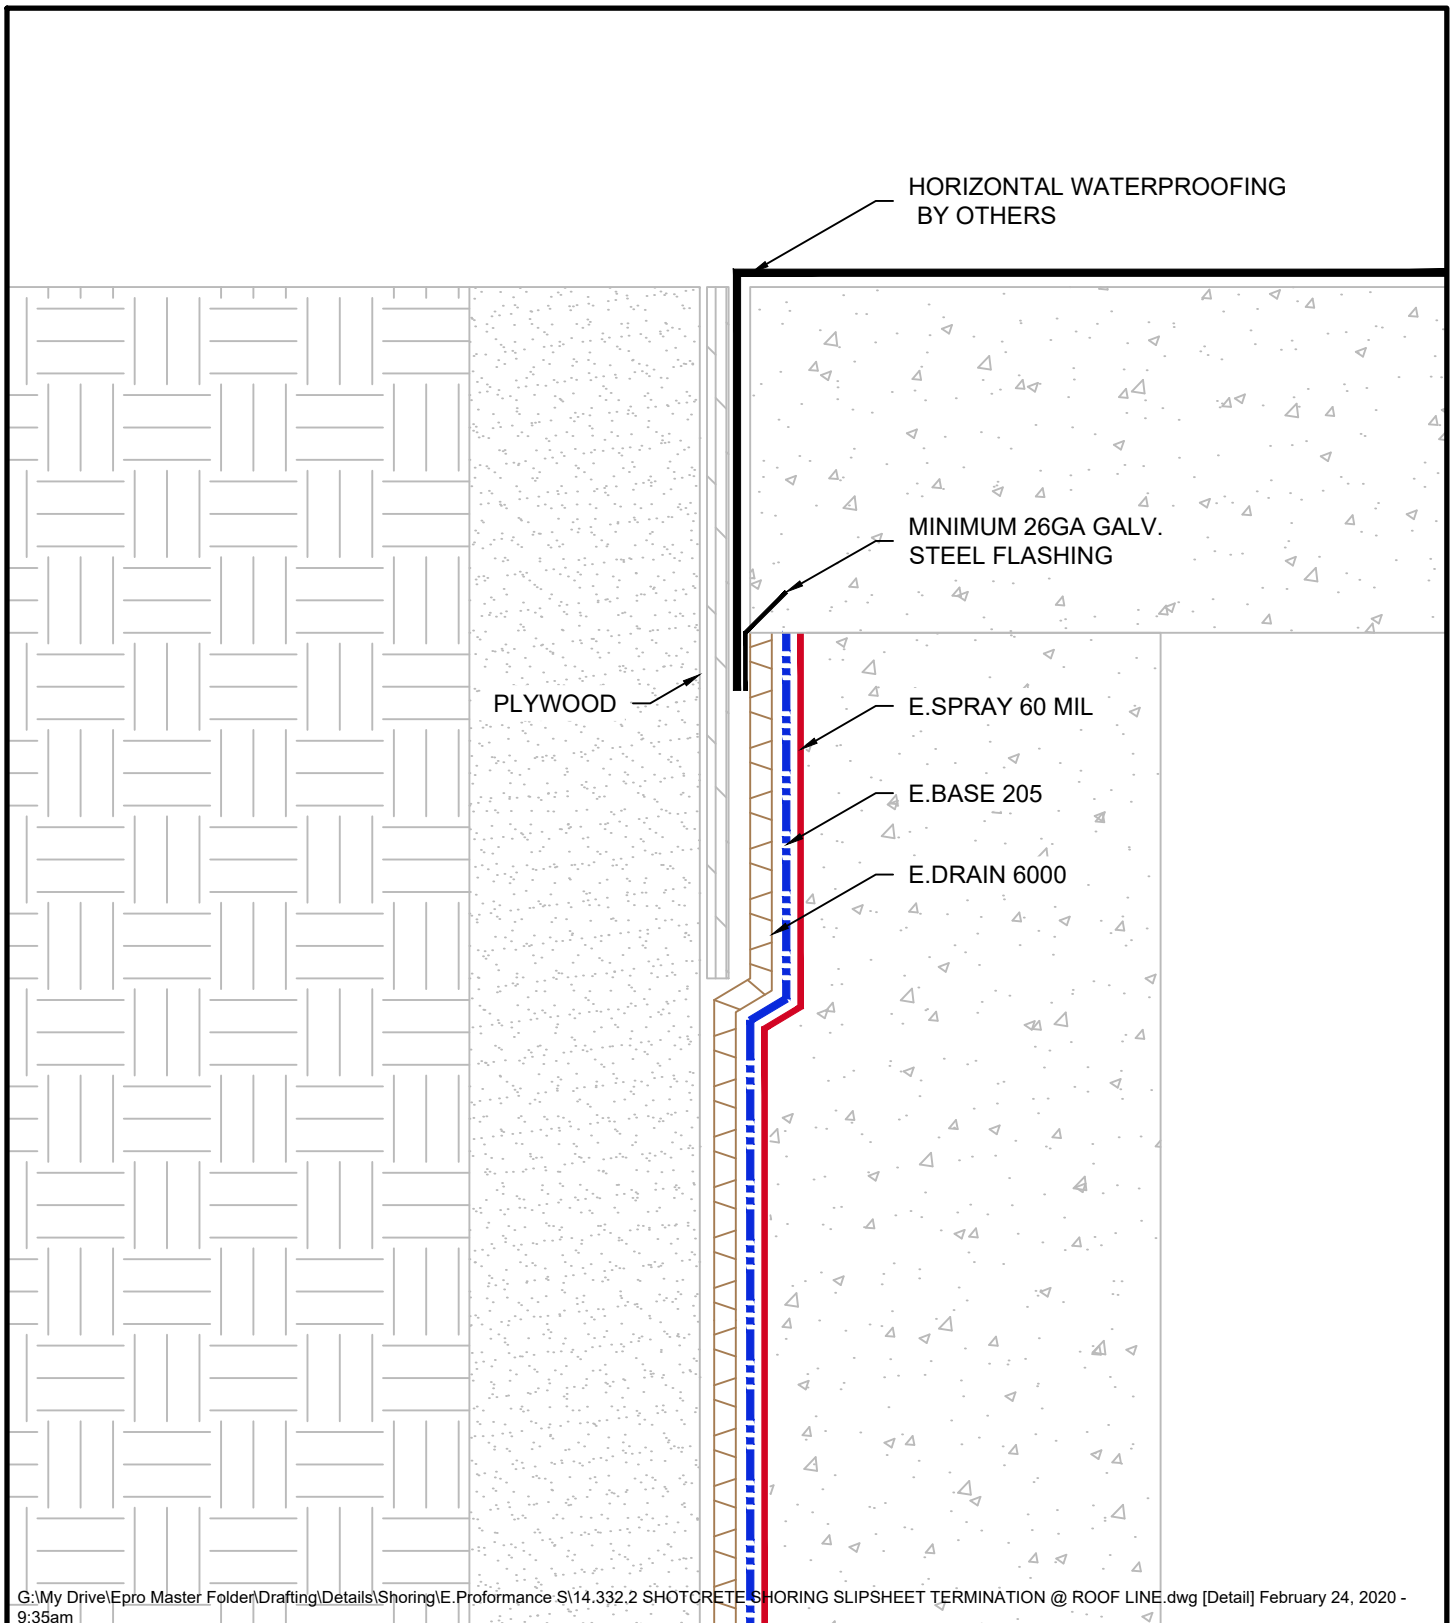 HORIZONTAL WATERPROOFING
BY OTHERS
MINIMUM 26GA GALV.
STEEL FLASHING
PLYWOOD
E.SPRAY 60 MIL
E.BASE 205
E.DRAIN 6000
G:\My Drive\Epro Master Folder\Drafting\Details\Shoring\E.Proformance S\14.332.2 SHOTCRETE SHORING SLIPSHEET TERMINATION @ ROOF LINE.dwg [Detail] February 24, 2020 -
9:35am